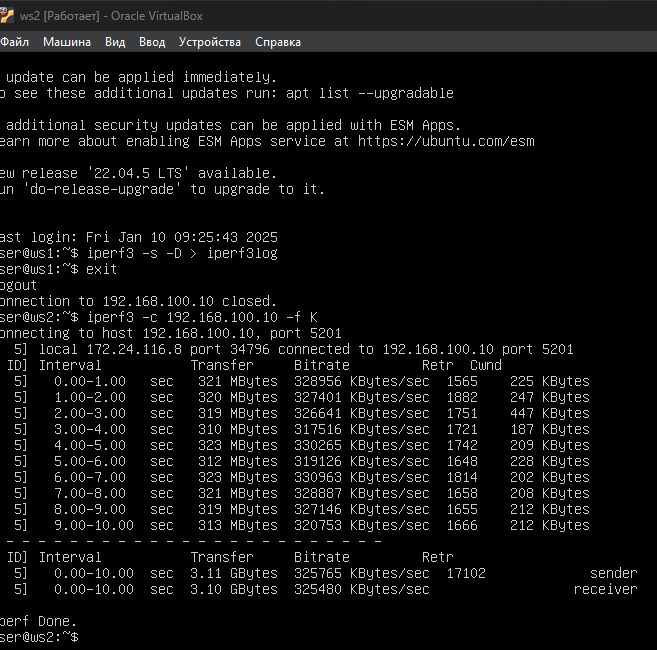 ws2 [Работает] - Oracle VirtualBox
Файл Машина Вид Ввод Устройства Справка
update can be applied immediately.
o see these additional updates run: apt list --upgradable
additional security updates can be applied with ESM Apps.
earn more about enabling ESM Apps service at https://ubuntu.com/esm
ew release '22.04.5 LTS' available.
un 'do-release-upgrade' to upgrade to it.
ast login: Fri Jan 10 09:25:43 2025
ser@ws1:~$ iperf3 -s -D > iperf3log
ser@ws1:~$ exit
ogout
onnection to 192.168.100.10 closed.
ser@ws2:~$ iperf3 -c 192.168.100.10 -f K
onnecting to host 192.168.100.10, port 5201
5] local 172.24.116.8 port 34796 connected to 192.168.100.10 port 5201
ID] Interval Transfer Bitrate Retr Cwnd
5] 0.00-1.00 sec 321 MBytes 328956 KBytes/sec 1565 225 KBytes
5] 1.00-2.00 sec 320 MBytes 327401 KBytes/sec 1882 247 KBytes
5] 2.00-3.00 sec 319 MBytes 326641 KBytes/sec 1751 447 KBytes
5] 3.00-4.00 sec 310 MBytes 317516 KBytes/sec 1721 187 KBytes
5] 4.00-5.00 sec 323 MBytes 330265 KBytes/sec 1742 209 KBytes
5] 5.00-6.00 sec 312 MBytes 319126 KBytes/sec 1648 228 KBytes
5] 6.00-7.00 sec 323 MBytes 330963 KBytes/sec 1814 202 KBytes
5] 7.00-8.00 sec 321 MBytes 328887 KBytes/sec 1658 208 KBytes
5] 8.00-9.00 sec 319 MBytes 327146 KBytes/sec 1655 212 KBytes
5] 9.00-10.00 sec 313 MBytes 320753 KBytes/sec 1666 212 KBytes
- - - - - - - - - - - - - - - - - - - - - - - -
ID] Interval Transfer Bitrate Retr
5] 0.00-10.00 sec 3.11 GBytes 325765 KBytes/sec 17102 sender
5] 0.00-10.00 sec 3.10 GBytes 325480 KBytes/sec receiver
perf Done.
ser@ws2:~$